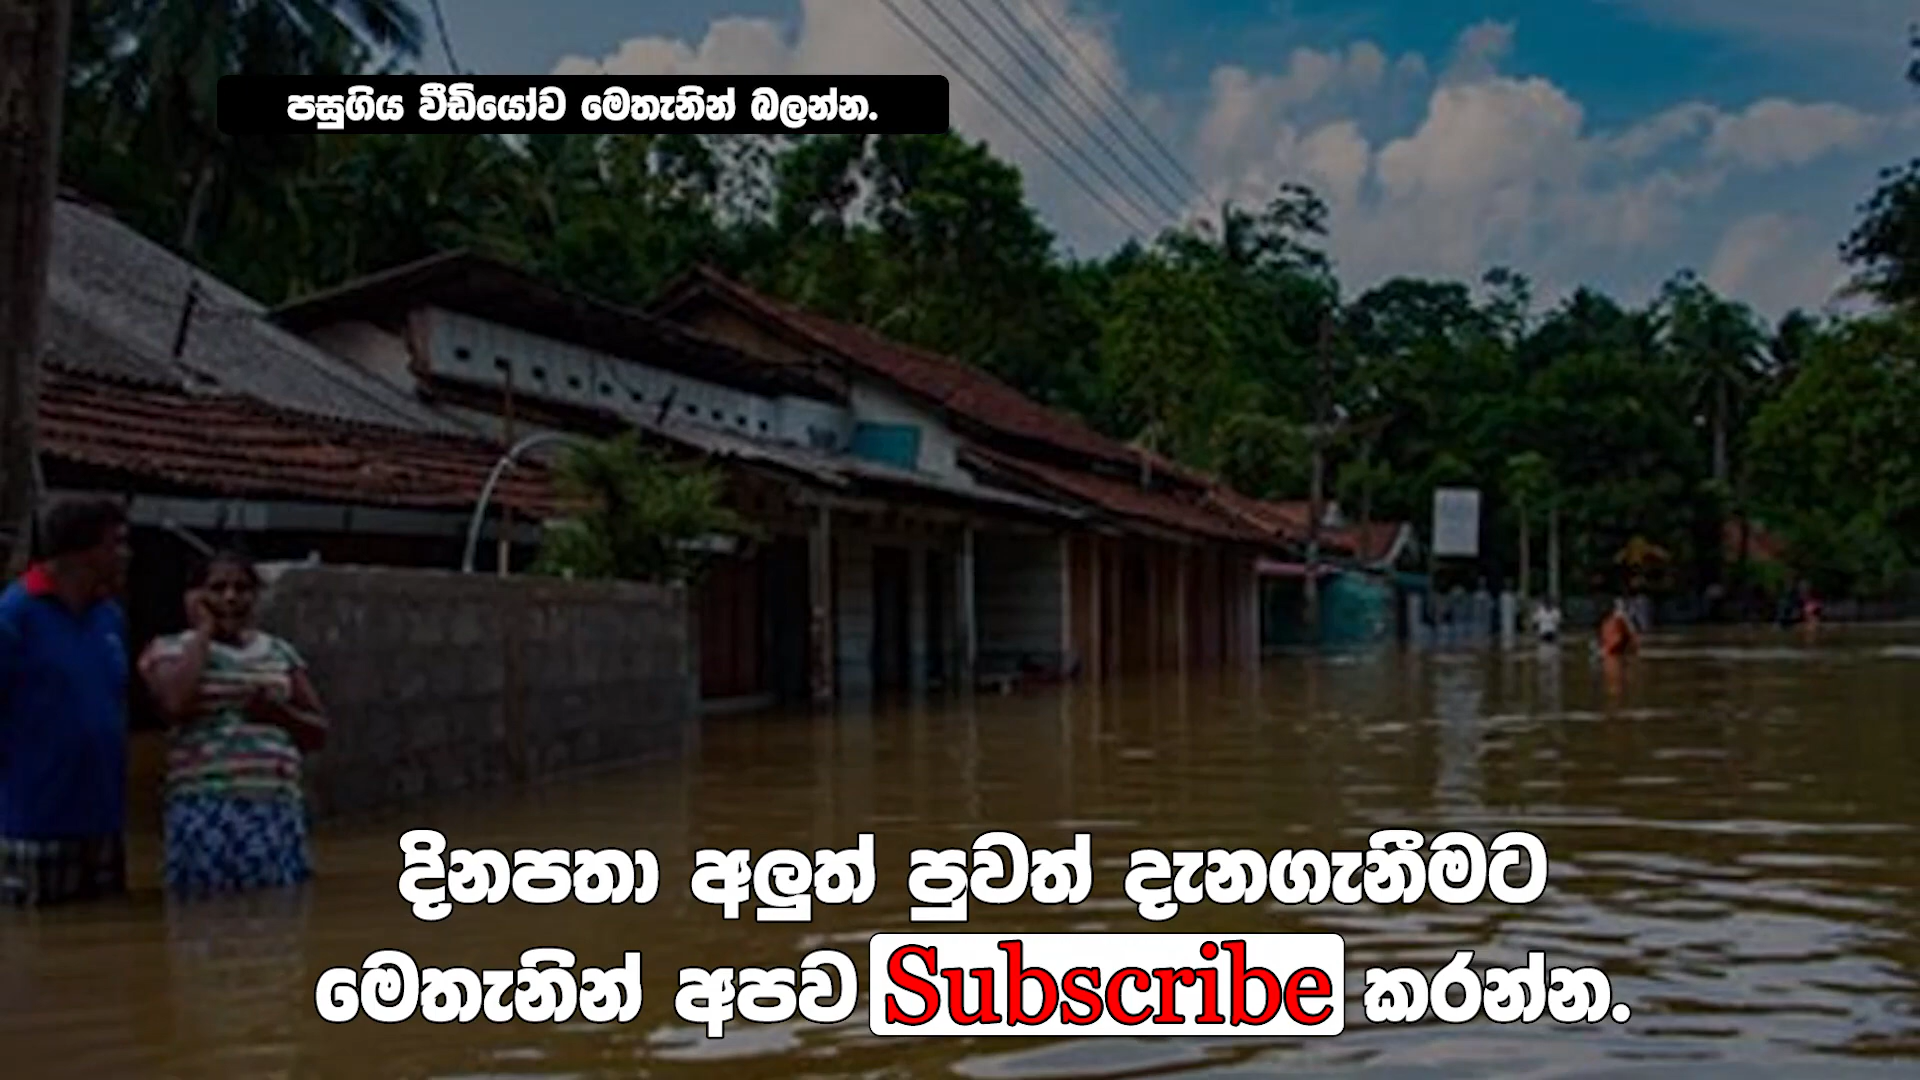 පසුගිය වීඩියෝව මෙතැනින් බලන්න.
දිනපතා අලුත් පුවත් දැනගැනීමට
මෙතැනින් අපව Subscribe කරන්න.